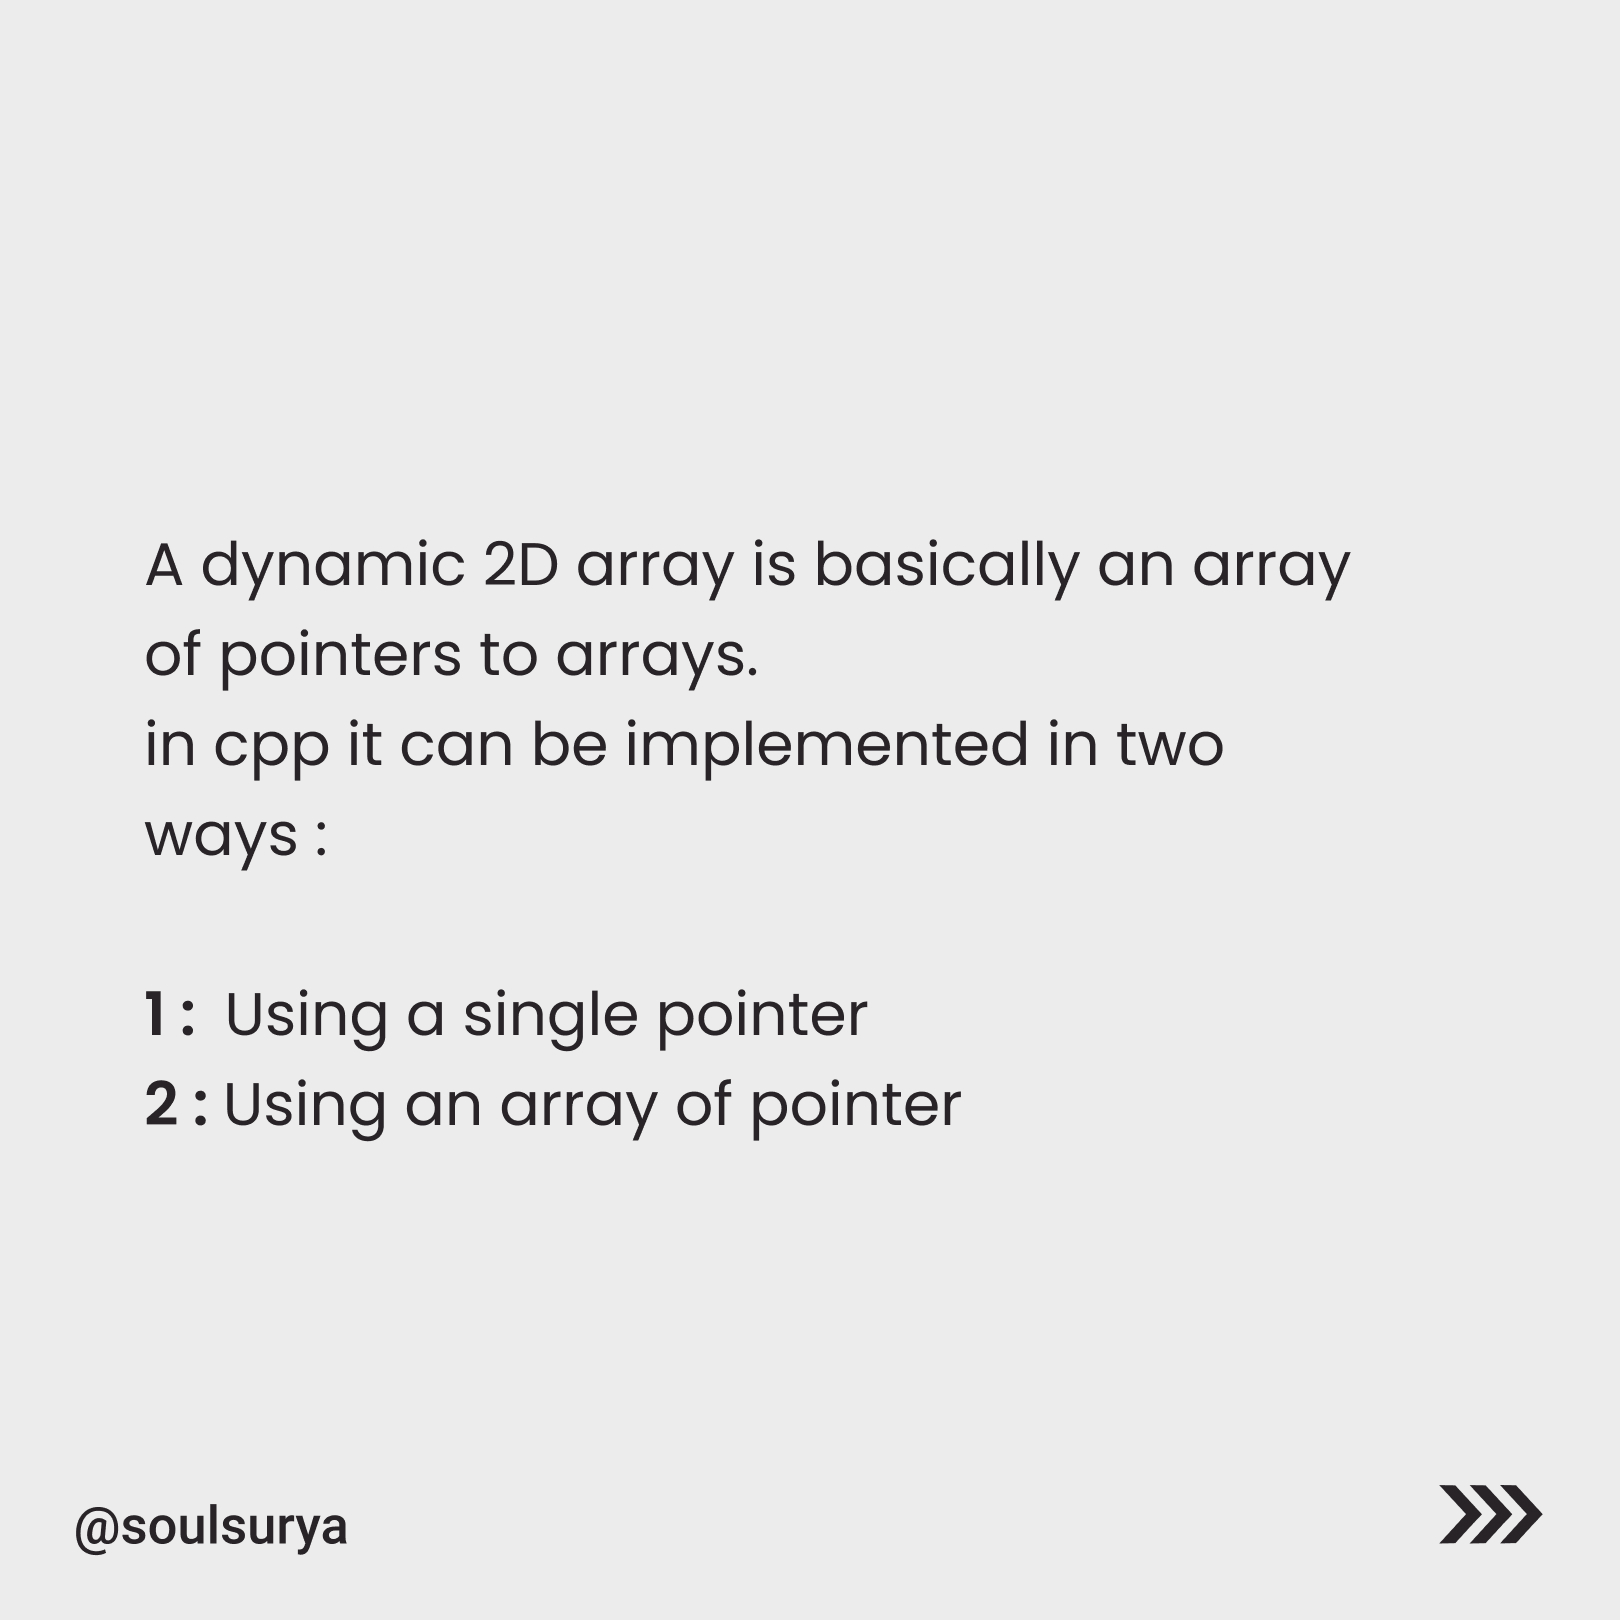 A dynamic 2D array is basically an array
of pointers to arrays.
in cpp it can be implemented in two
ways :
1 : Using a single pointer
2 : Using an array of pointer
@soulsurya